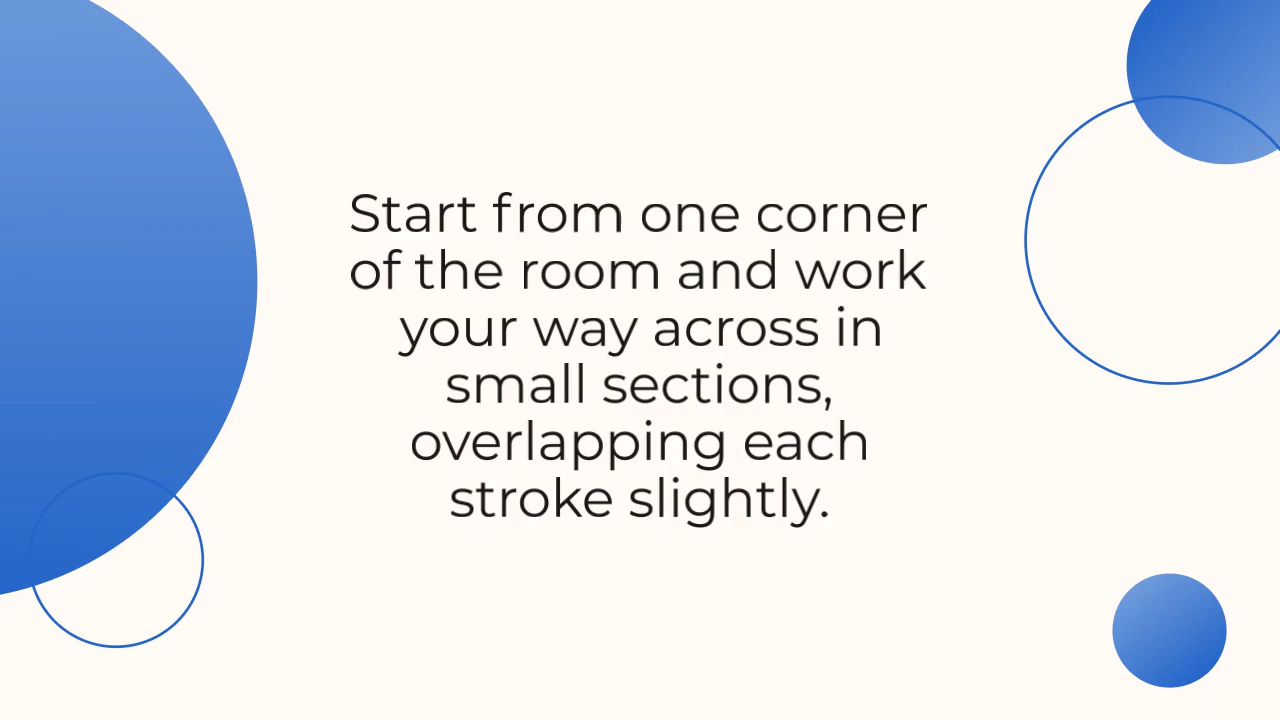 Start from one corner
of the room and work
your way across in
small sections,
overlapping each
stroke slightly.